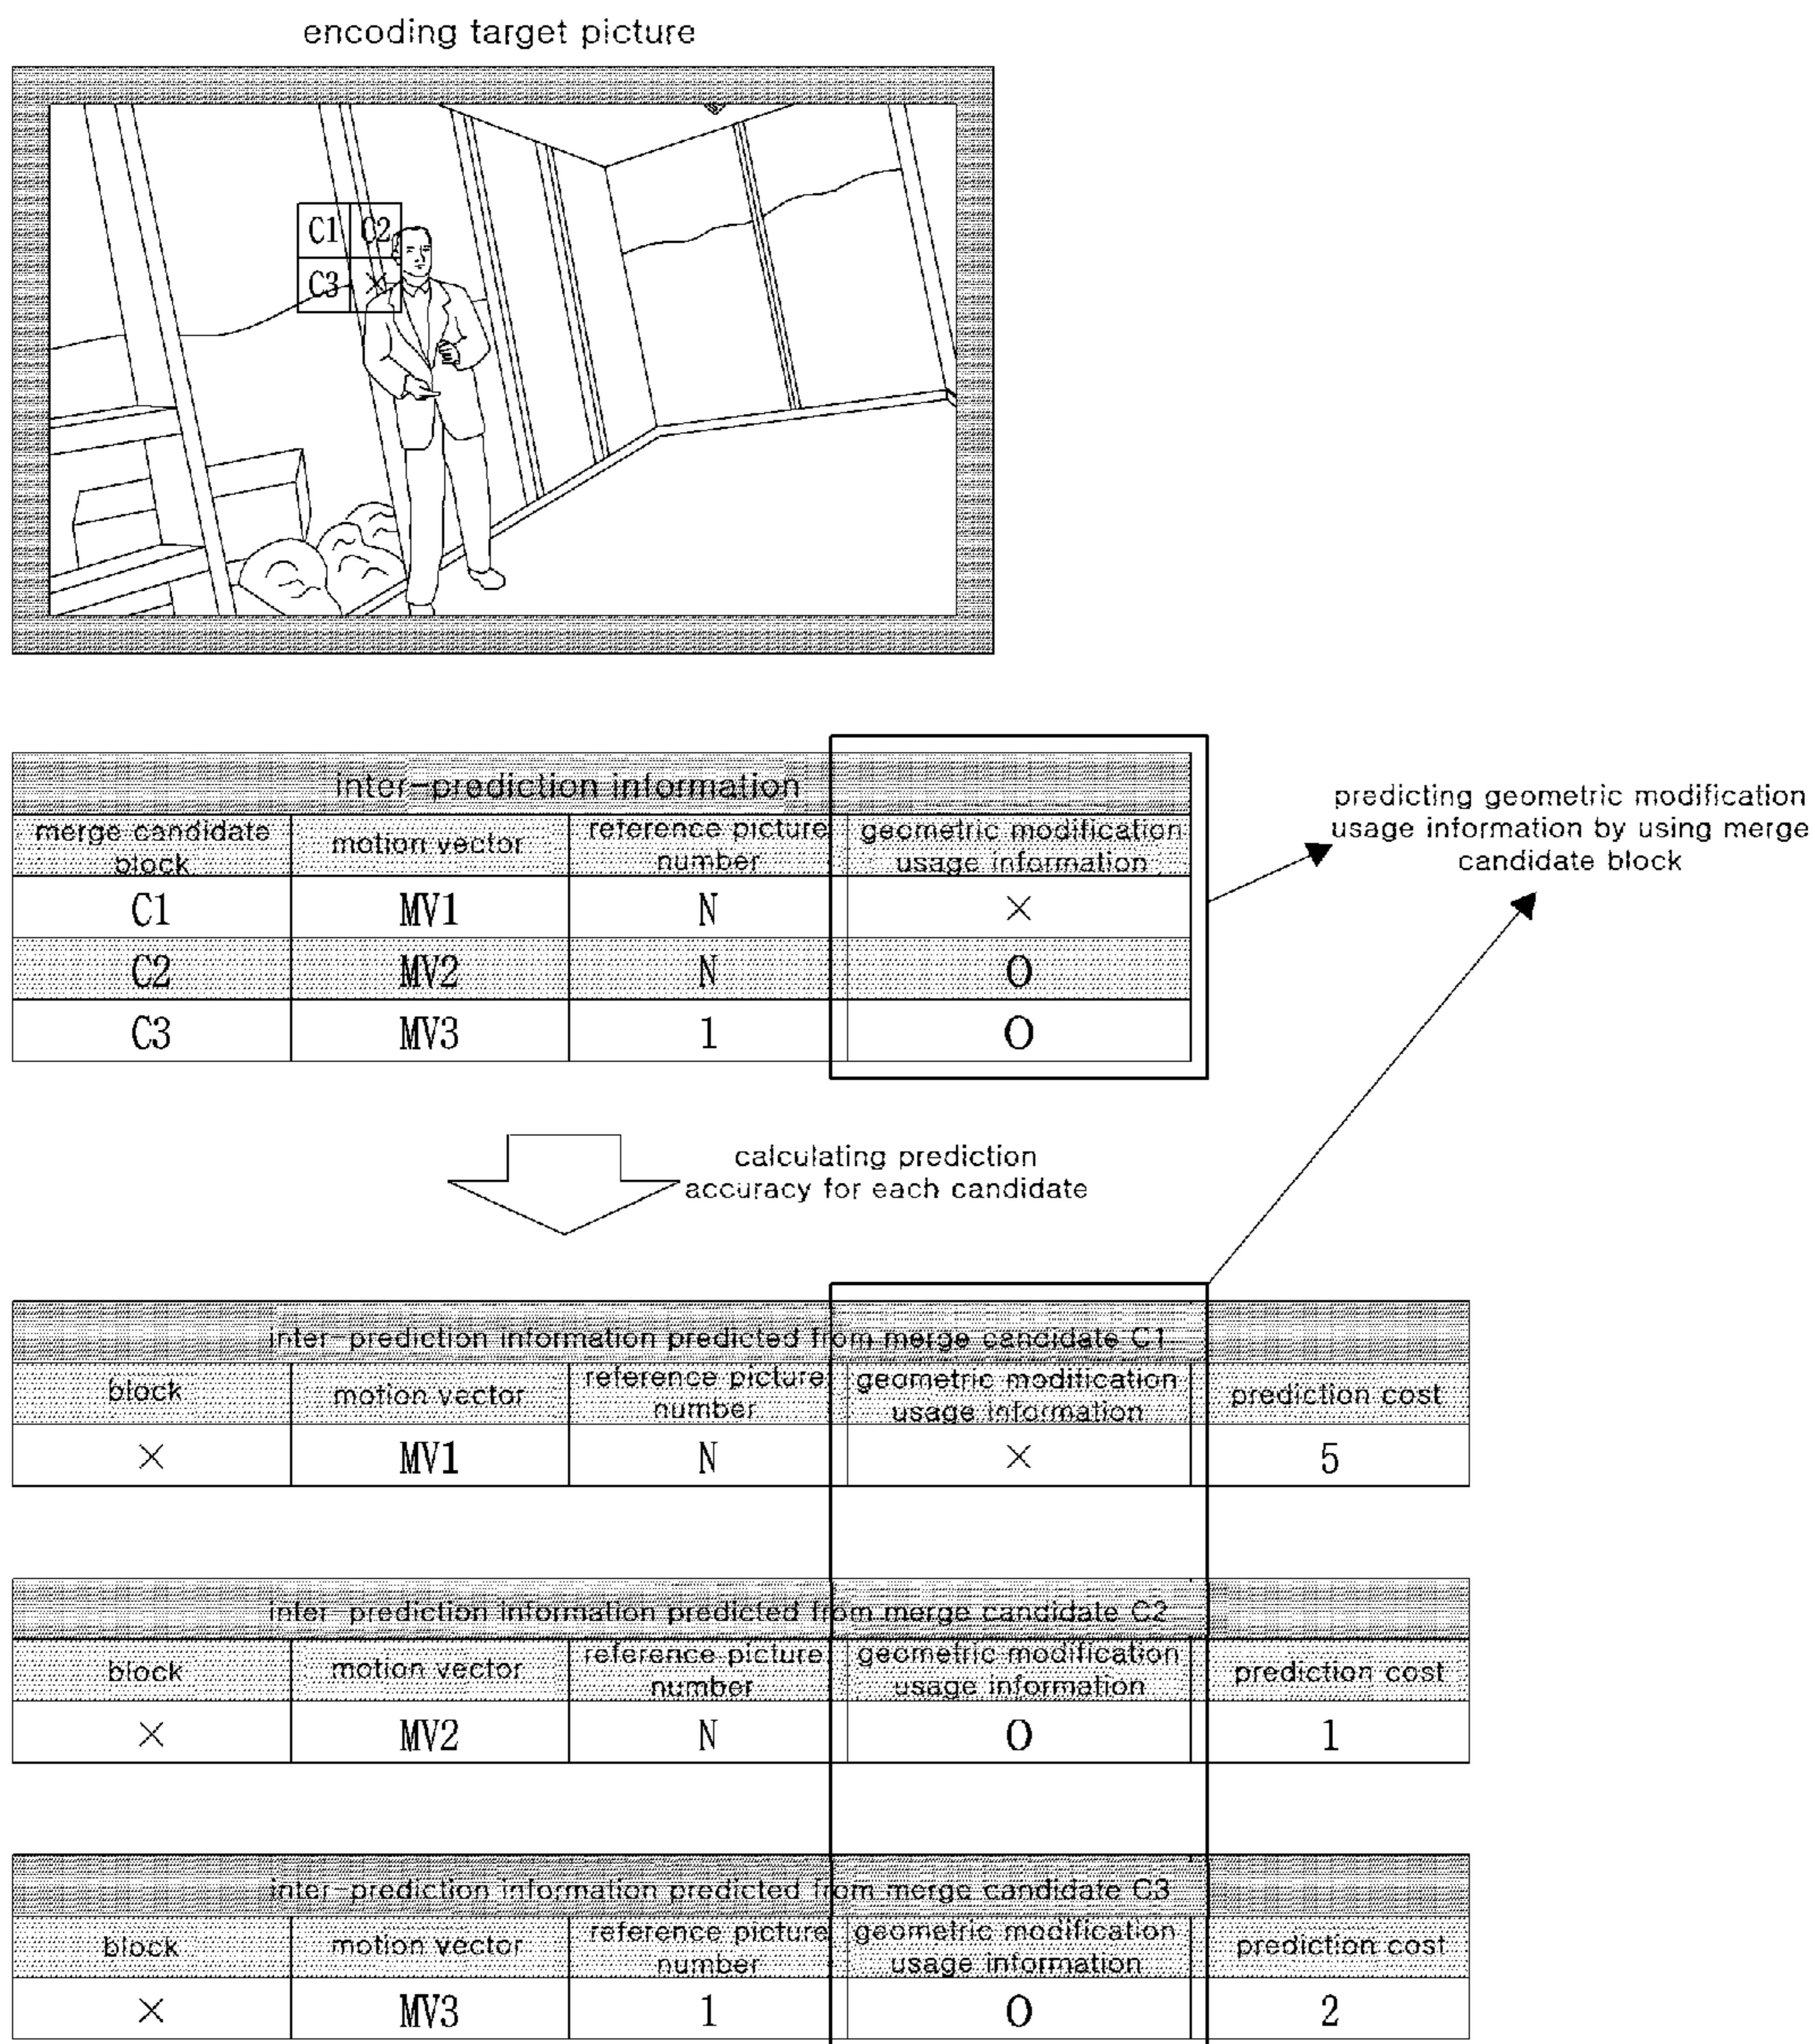 encoding target picture
C1 C2
C3 ×
inter-prediction information
merge candidate block motion vector reference picture number geometric modification usage information
C1 MV1 N ×
C2 MV2 N O
C3 MV3 1 O
predicting geometric modification
usage information by using merge
candidate block
calculating prediction
accuracy for each candidate
inter-prediction information predicted from merge candidate C1
block motion vector reference picture number geometric modification usage information prediction cost
× MV1 N × 5
inter-prediction information predicted from merge candidate C2
block motion vector reference picture number geometric modification usage information prediction cost
× MV2 N O 1
inter-prediction information predicted from merge candidate C3
block motion vector reference picture number geometric modification usage information prediction cost
× MV3 1 O 2